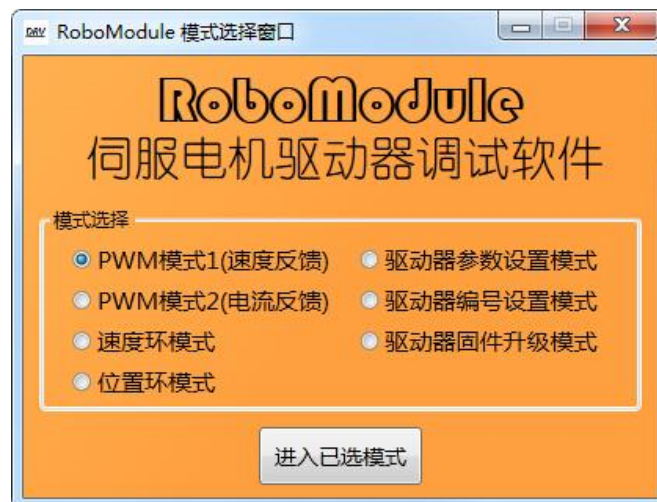 DRV RoboModule 模式选择窗口
RoboModule
伺服电机驱动器调试软件
模式选择
PWM模式1(速度反馈)
PWM模式2(电流反馈)
速度环模式
位置环模式
驱动器参数设置模式
驱动器编号设置模式
驱动器固件升级模式
进入已选模式